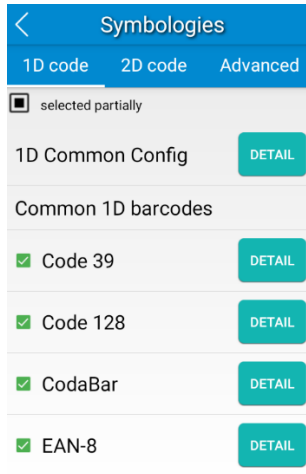 Symbologies
1D code 2D code Advanced
selected partially
1D Common Config DETAIL
Common 1D barcodes
Code 39 DETAIL
Code 128 DETAIL
CodaBar DETAIL
EAN-8 DETAIL